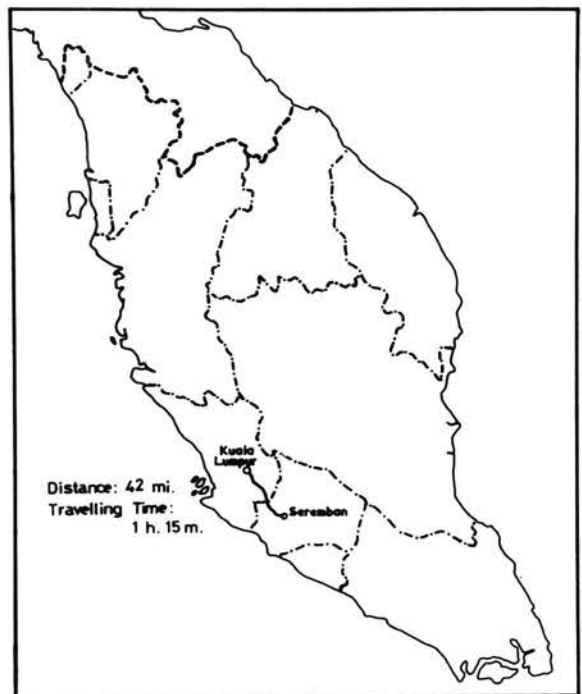 Kuala
Lumpur
Distance: 42 mi.
Travelling Time:
1 h. 15 m.
Seremban